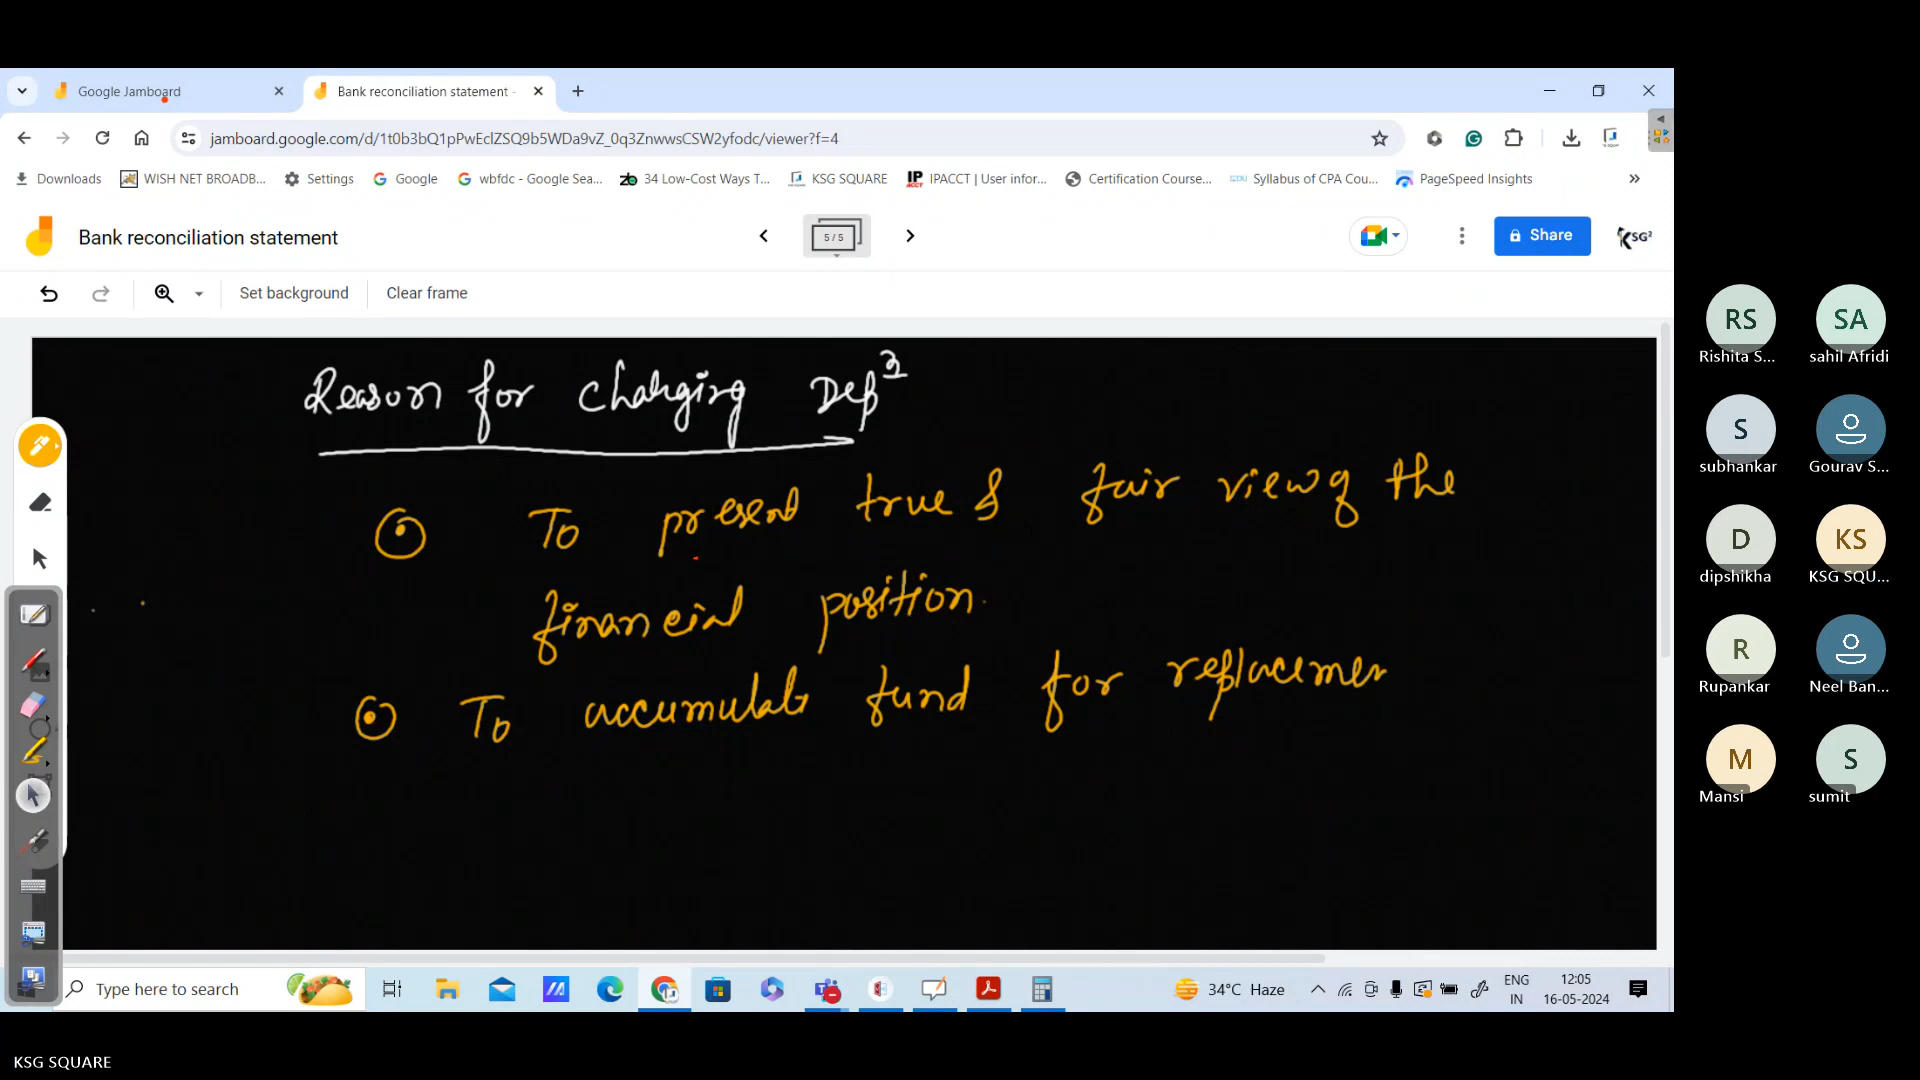 Google Jamboard
Bank reconciliation statement -
jamboard.google.com/d/1t0b3bQ1pPwEclZSQ9b5WDa9vZ_0q3ZnwwsCSW2yfodc/viewer?f=4
Downloads WISH NET BROADB... Settings Google wbfdc - Google Sea... 34 Low-Cost Ways T... KSG SQUARE IPACCT | User infor... Certification Course... Syllabus of CPA Cou... PageSpeed Insights
Bank reconciliation statement
5 / 5
Share
KSG²
Set background Clear frame
Reason for charging Dep
To present true & fair view of the
financial position
To accumulate fund for replacemen
RS SA
Rishita S... sahil Afridi
S
subhankar Gourav S...
D KS
dipshikha KSG SQU...
R
Rupankar Neel Ban...
M S
Mansi sumit
Type here to search
34°C Haze
ENG
IN
12:05
16-05-2024
KSG SQUARE